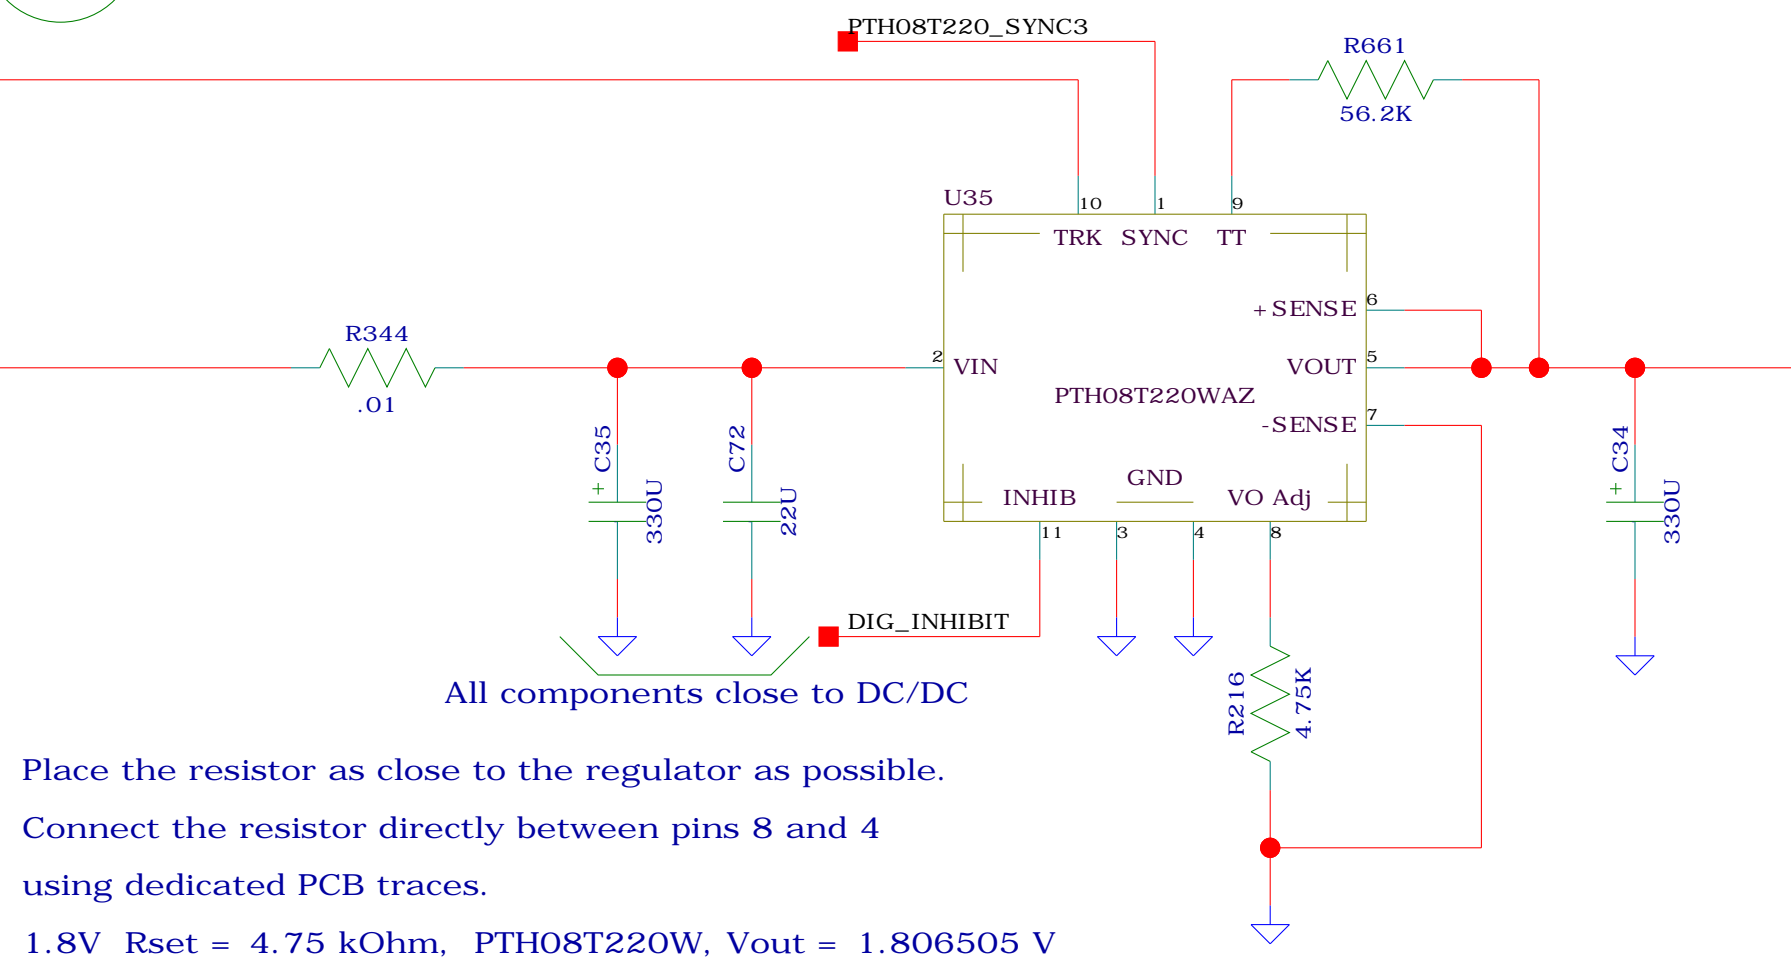 PTH08T220_SYNC3
R661
56.2K
U35
10
1
9
TRK
SYNC
TT
+SENSE
6
R344
.01
2
VIN
VOUT
5
PTH08T220WAZ
-SENSE
7
C35
+
330U
C72
22U
C34
+
330U
GND
INHIB
VO Adj
11
3
4
8
DIG_INHIBIT
R216
4.75K
All components close to DC/DC
Place the resistor as close to the regulator as possible.
Connect the resistor directly between pins 8 and 4
using dedicated PCB traces.
1.8V Rset = 4.75 kOhm, PTH08T220W, Vout = 1.806505 V